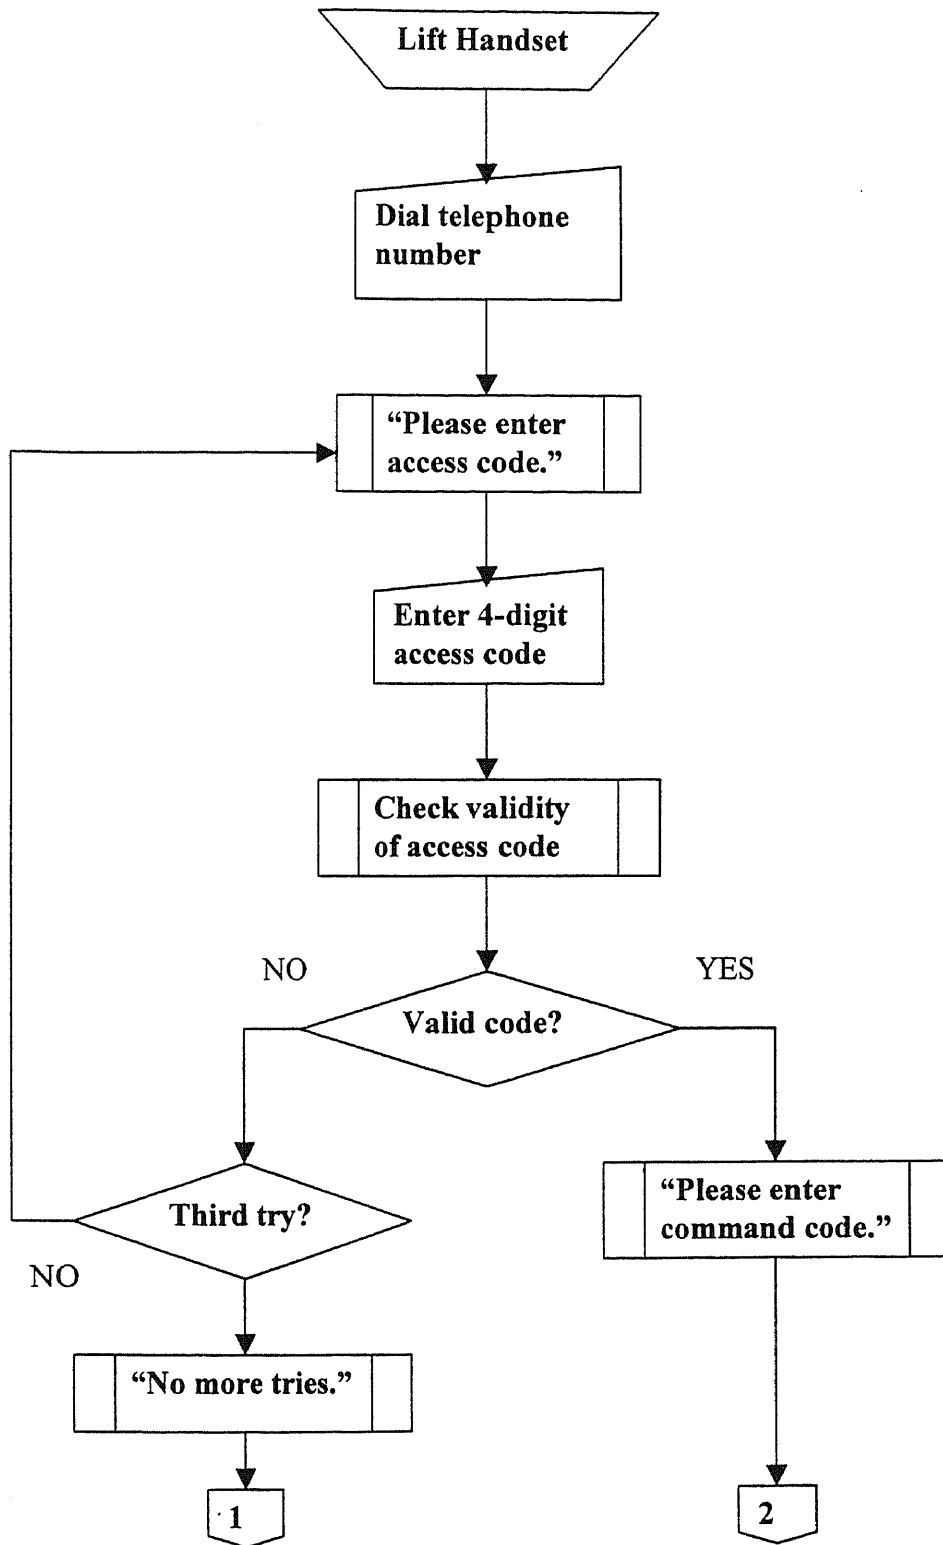 Lift Handset
Dial telephone
number
“Please enter
access code.”
Enter 4-digit
access code
Check validity
of access code
NO
YES
Valid code?
Third try?
NO
“Please enter
command code.”
“No more tries.”
1
2